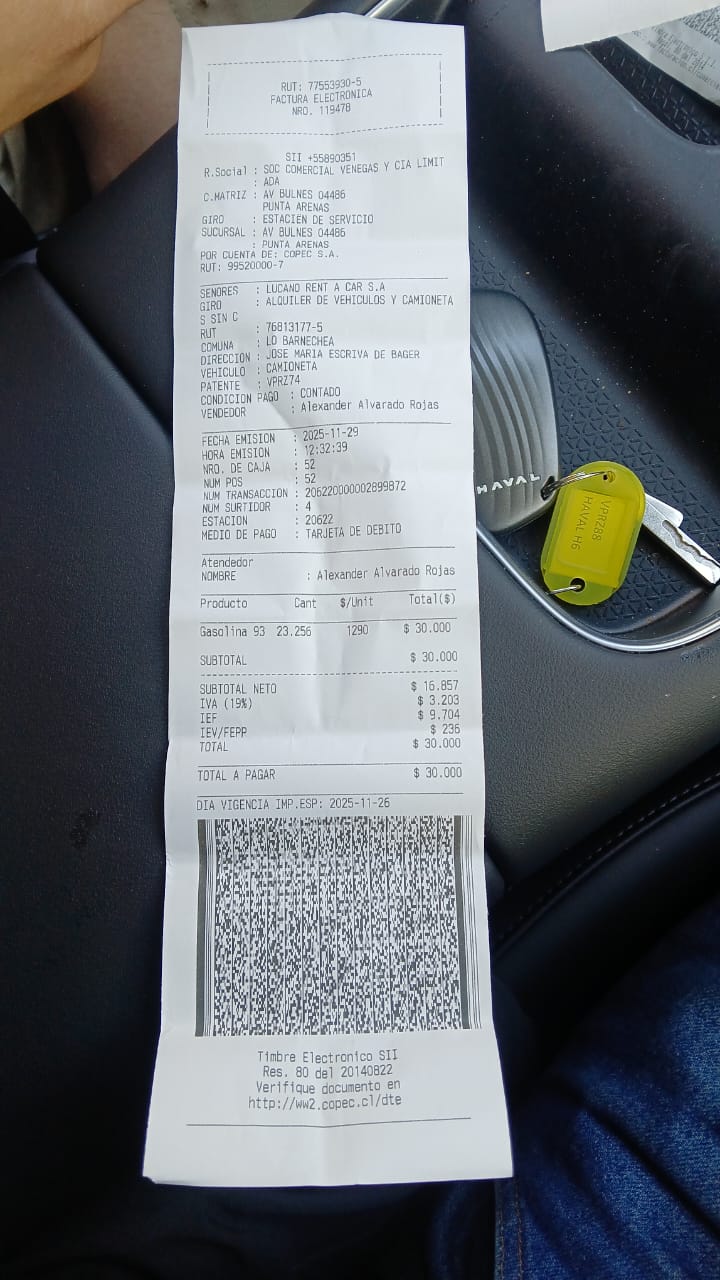 RUT: 77553930-5
FACTURA ELECTRONICA
NRO. 119478
SII +55890351
R.Social : SOC COMERCIAL VENEGAS Y CIA LIMIT
: ADA
C.MATRIZ : AV BULNES 04486
PUNTA ARENAS
GIRO : ESTACIEN DE SERVICIO
SUCURSAL : AV BULNES 04486
: PUNTA ARENAS
POR CUENTA DE: COPEC S.A.
RUT: 99520000-7
SENORES : LUCANO RENT A CAR S.A
GIRO : ALQUILER DE VEHICULOS Y CAMIONETA
S SIN C
RUT : 76813177-5
COMUNA : LO BARNECHEA
DIRECCION : JOSE MARIA ESCRIVA DE BAGER
VEHICULO : CAMIONETA
PATENTE : VPRZ74
CONDICION PAGO : CONTADO
VENDEDOR : Alexander Alvarado Rojas
FECHA EMISION : 2025-11-29
HORA EMISION : 12:32:39
NRO. DE CAJA : 52
NUM POS : 52
NUM TRANSACCION : 206220000002899872
NUM SURTIDOR : 4
ESTACION : 20622
MEDIO DE PAGO : TARJETA DE DEBITO
Atendedor
NOMBRE : Alexander Alvarado Rojas
Producto Cant $/Unit Total($)
Gasolina 93 23.256 1290 $ 30.000
SUBTOTAL $ 30.000
SUBTOTAL NETO $ 16.857
IVA (19%) $ 3.203
IEF $ 9.704
IEV/FEPP $ 236
TOTAL $ 30.000
TOTAL A PAGAR $ 30.000
DIA VIGENCIA IMP.ESP: 2025-11-26
Timbre Electronico SII
Res. 80 del 20140822
Verifique documento en
http://ww2.copec.cl/dte
HAVAL
VPRZ88
HAVAL H6